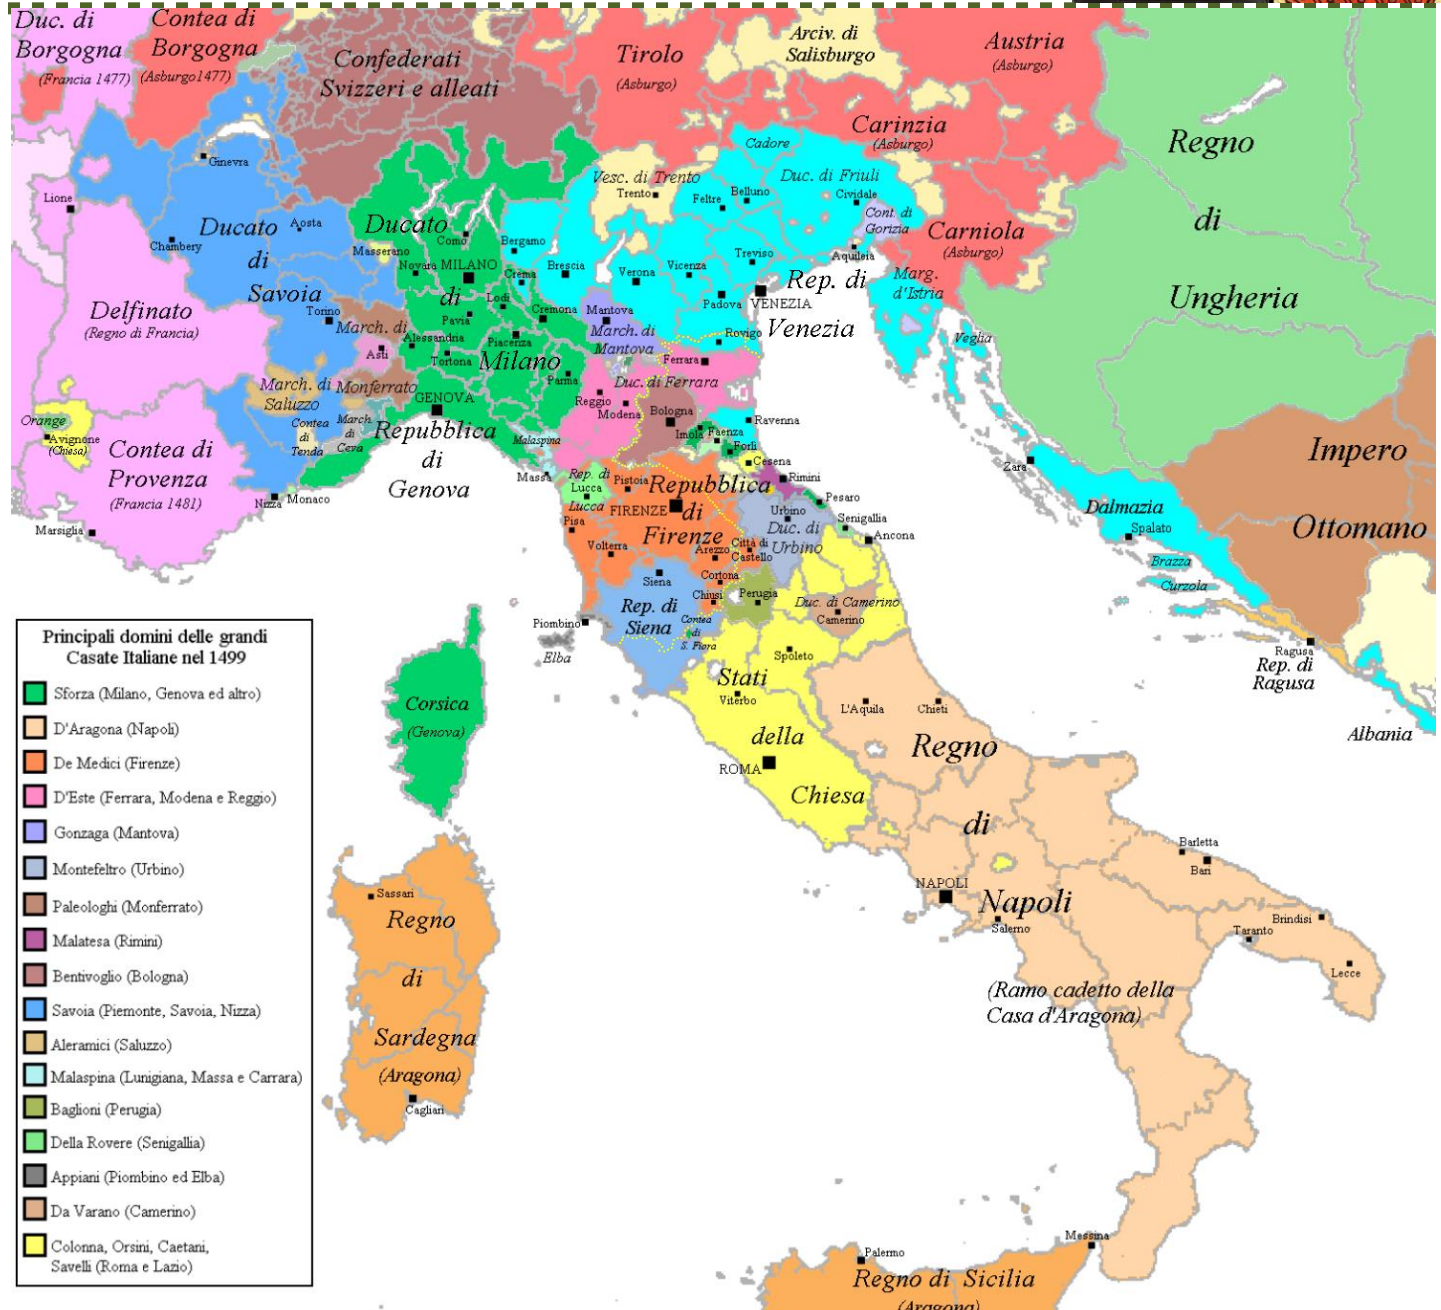 Duc. di
Borgogna
(Francia 1477)
Contea di
Borgogna
(Asburgo1477)
Confederati
Svizzeri e alleati
Tirolo
(Asburgo)
Arciv. di
Salisburgo
Austria
(Asburgo)
Carinzia
(Asburgo)
Regno
di
Ungheria
Cadore
Duc. di Friuli
Cividale
Vesc. di Trento
Trento
Belluno
Feltre
Cont. di
Gorizia
Carniola
(Asburgo)
Aquileia
Marg.
d'Istria
Ginevra
Lione
Chambery
Aosta
Ducato
di
Savoia
Masserano
Torino
Ducato
di
Milano
Como
Novara
MILANO
Lodi
Pavia
Crema
Cremona
Piacenza
Alessandria
Tortona
Parma
Bergamo
Brescia
Verona
Vicenza
Treviso
Padova
VENEZIA
Rep. di
Venezia
Rovigo
Mantova
March. di
Mantova
Delfinato
(Regno di Francia)
March. di
Monferrato
Asti
March. di
Saluzzo
Contea
di
Tenda
March.
di
Ceva
GENOVA
Repubblica
di
Genova
Malaspina
Massa
Ferrara
Duc. di Ferrara
Reggio
Modena
Bologna
Imola
Faenza
Forlì
Ravenna
Cesena
Rimini
Pesaro
Veglia
Orange
Avignone
(Chiesa)
Contea di
Provenza
(Francia 1481)
Marsiglia
Nizza
Monaco
Rep. di
Lucca
Lucca
Pistoia
Repubblica
di
Firenze
FIRENZE
Pisa
Volterra
Arezzo
Città di
Castello
Cortona
Chiusi
Siena
Rep. di
Siena
Contea
di
S. Fiora
Urbino
Duc. di
Urbino
Senigallia
Ancona
Perugia
Duc. di Camerino
Camerino
Spoleto
Piombino
Elba
Stati
della
Chiesa
Viterbo
ROMA
Zara
Dalmazia
Spalato
Brazza
Curzola
Impero
Ottomano
Ragusa
Rep. di
Ragusa
Albania
Corsica
(Genova)
L'Aquila
Chieti
Regno
di
Napoli
NAPOLI
Salerno
Barletta
Bari
Brindisi
Taranto
Lecce
(Ramo cadetto della
Casa d'Aragona)
Sassari
Regno
di
Sardegna
(Aragona)
Cagliari
Messina
Palermo
Regno di Sicilia
(Aragona)
Principali domini delle grandi
Casate Italiane nel 1499
Sforza (Milano, Genova ed altro)
D'Aragona (Napoli)
De Medici (Firenze)
D'Este (Ferrara, Modena e Reggio)
Gonzaga (Mantova)
Montefeltro (Urbino)
Paleologhi (Monferrato)
Malatesa (Rimini)
Bentivoglio (Bologna)
Savoia (Piemonte, Savoia, Nizza)
Aleramici (Saluzzo)
Malaspina (Lunigiana, Massa e Carrara)
Baglioni (Perugia)
Della Rovere (Senigallia)
Appiani (Piombino ed Elba)
Da Varano (Camerino)
Colonna, Orsini, Caetani,
Savelli (Roma e Lazio)